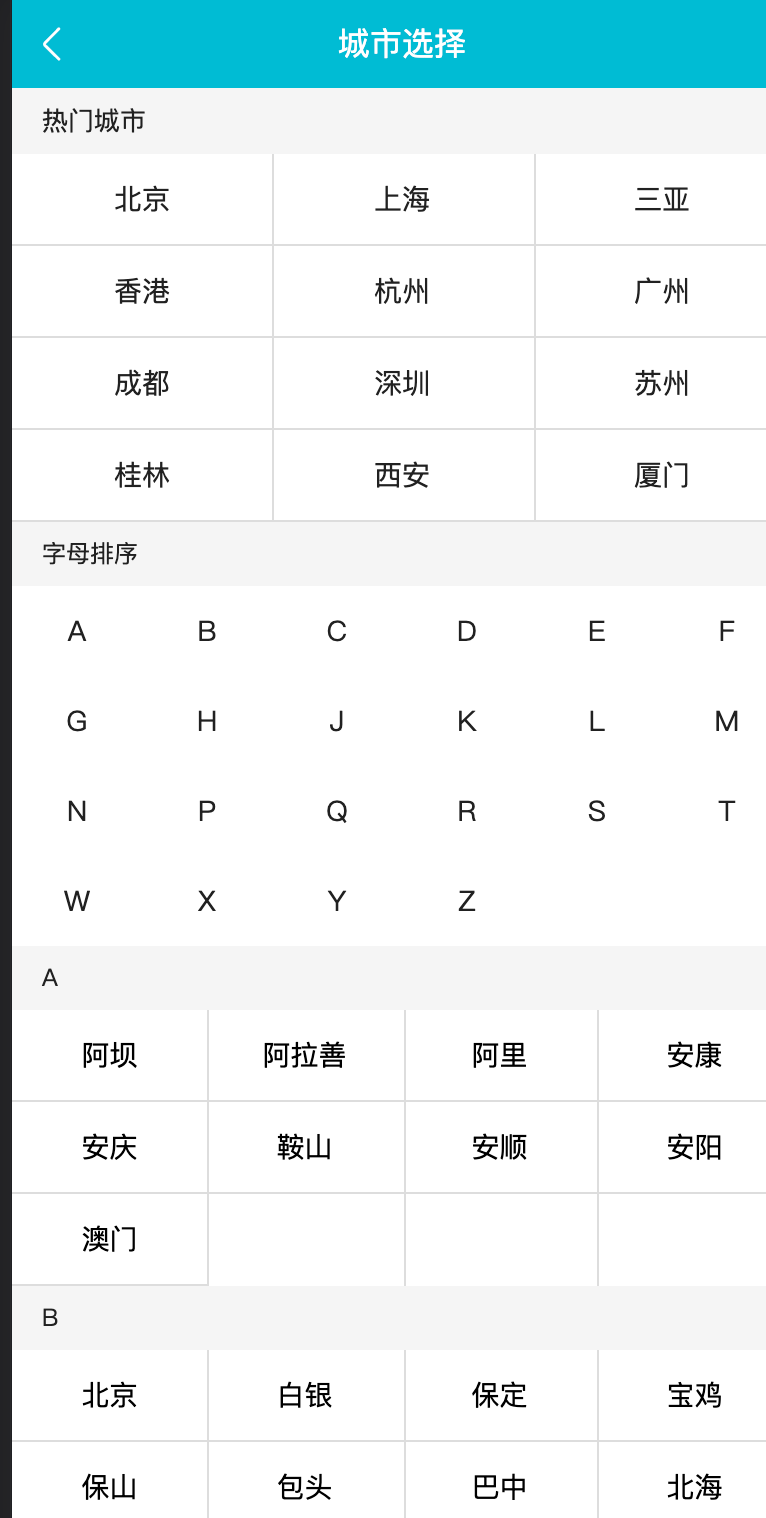 城市选择
热门城市
北京 上海 三亚
香港 杭州 广州
成都 深圳 苏州
桂林 西安 厦门
字母排序
A B C D E F
G H J K L M
N P Q R S T
W X Y Z
A
阿坝 阿拉善 阿里 安康
安庆 鞍山 安顺 安阳
澳门
B
北京 白银 保定 宝鸡
保山 包头 巴中 北海